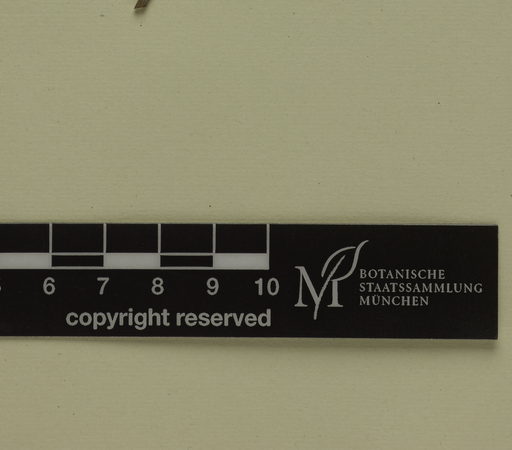 6 7 8 9 10
copyright reserved
M
BOTANISCHE
STAATSSAMMLUNG
MÜNCHEN